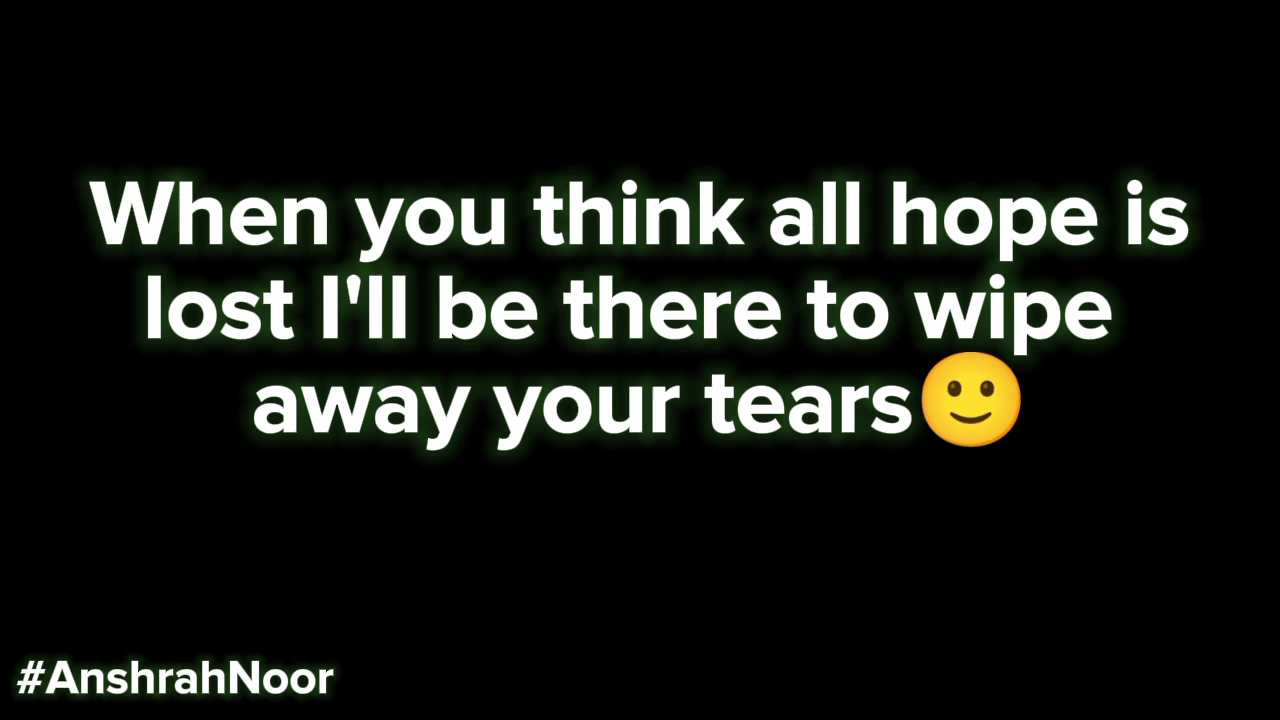 When you think all hope is
lost I'll be there to wipe
away your tears🙂
#AnshrahNoor